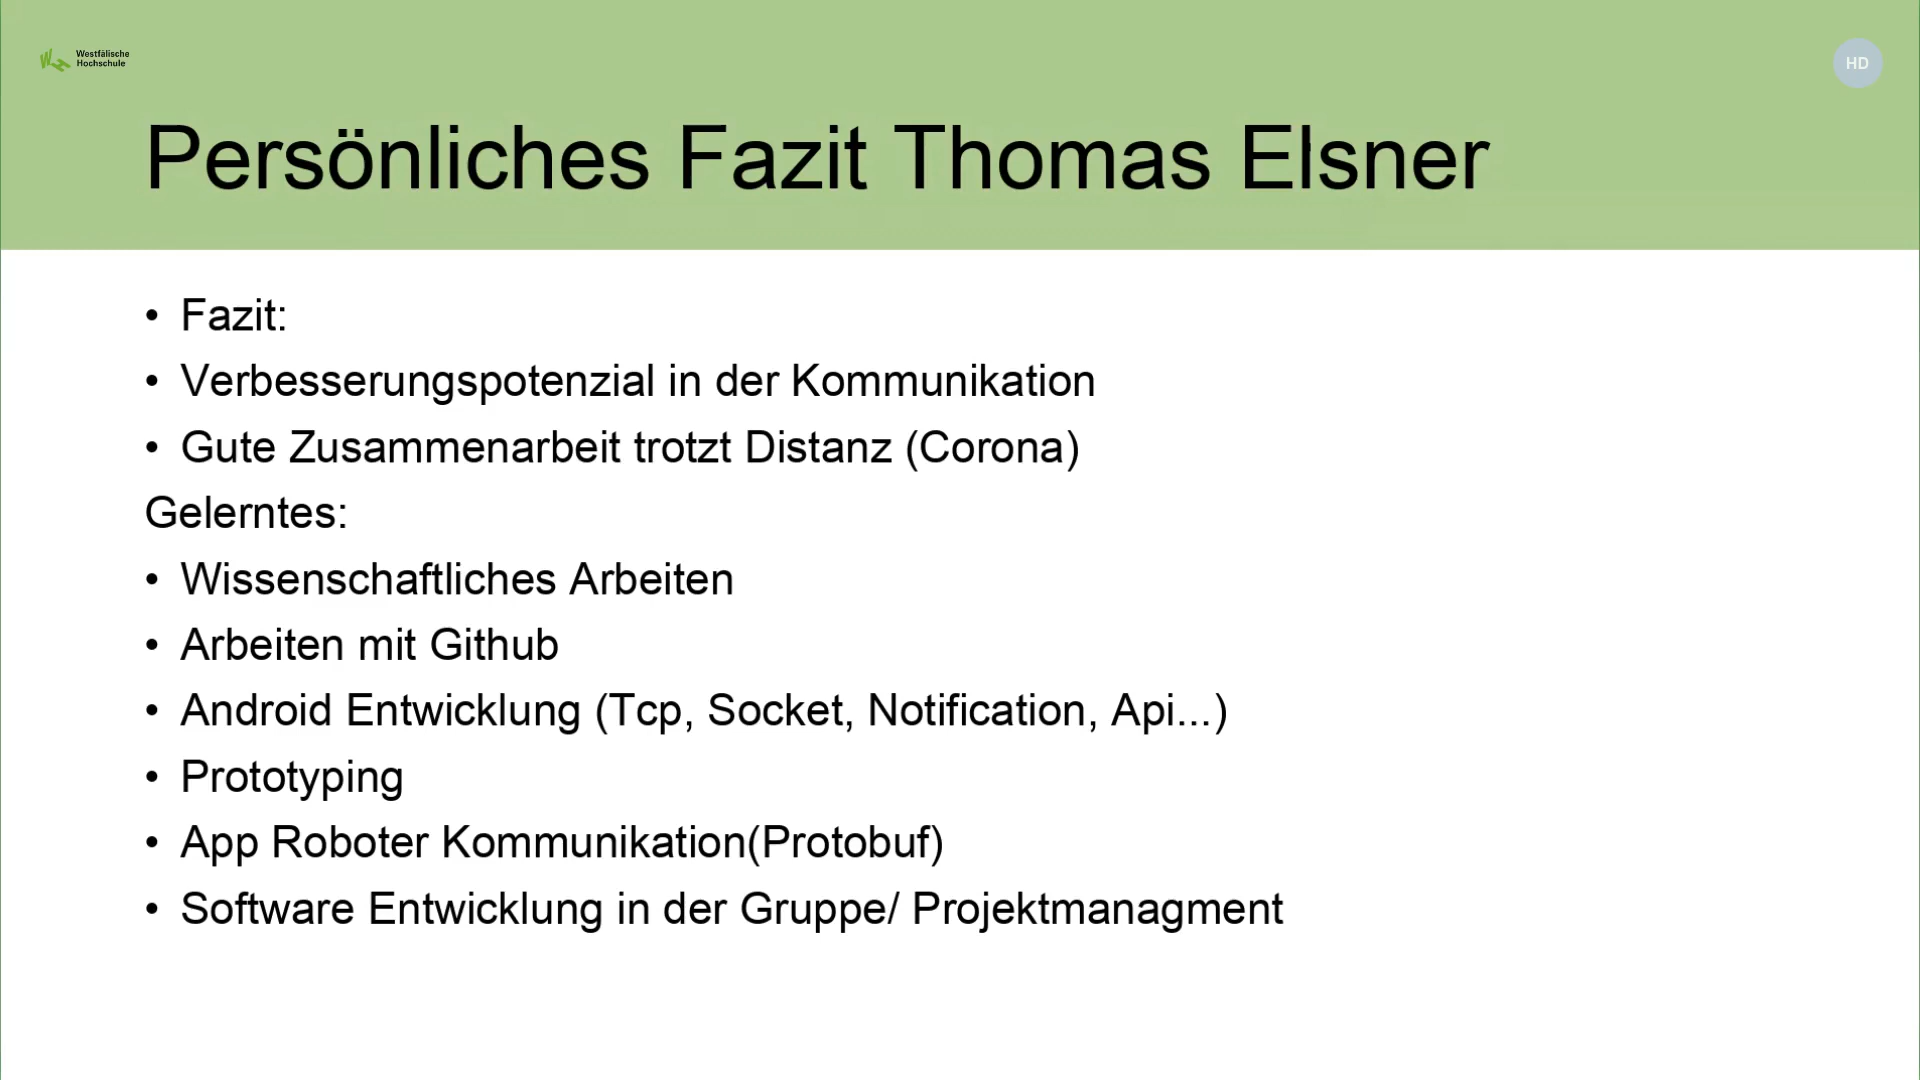 Westfälische
Hochschule
HD
Persönliches Fazit Thomas Elsner
• Fazit:
• Verbesserungspotenzial in der Kommunikation
• Gute Zusammenarbeit trotzt Distanz (Corona)
Gelerntes:
• Wissenschaftliches Arbeiten
• Arbeiten mit Github
• Android Entwicklung (Tcp, Socket, Notification, Api...)
• Prototyping
• App Roboter Kommunikation(Protobuf)
• Software Entwicklung in der Gruppe/ Projektmanagment